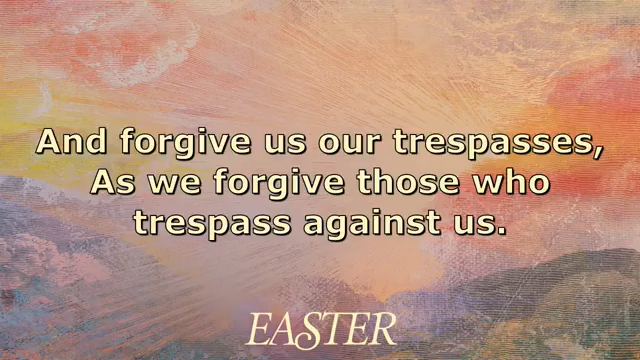 And forgive us our trespasses,
As we forgive those who
trespass against us.
EASTER